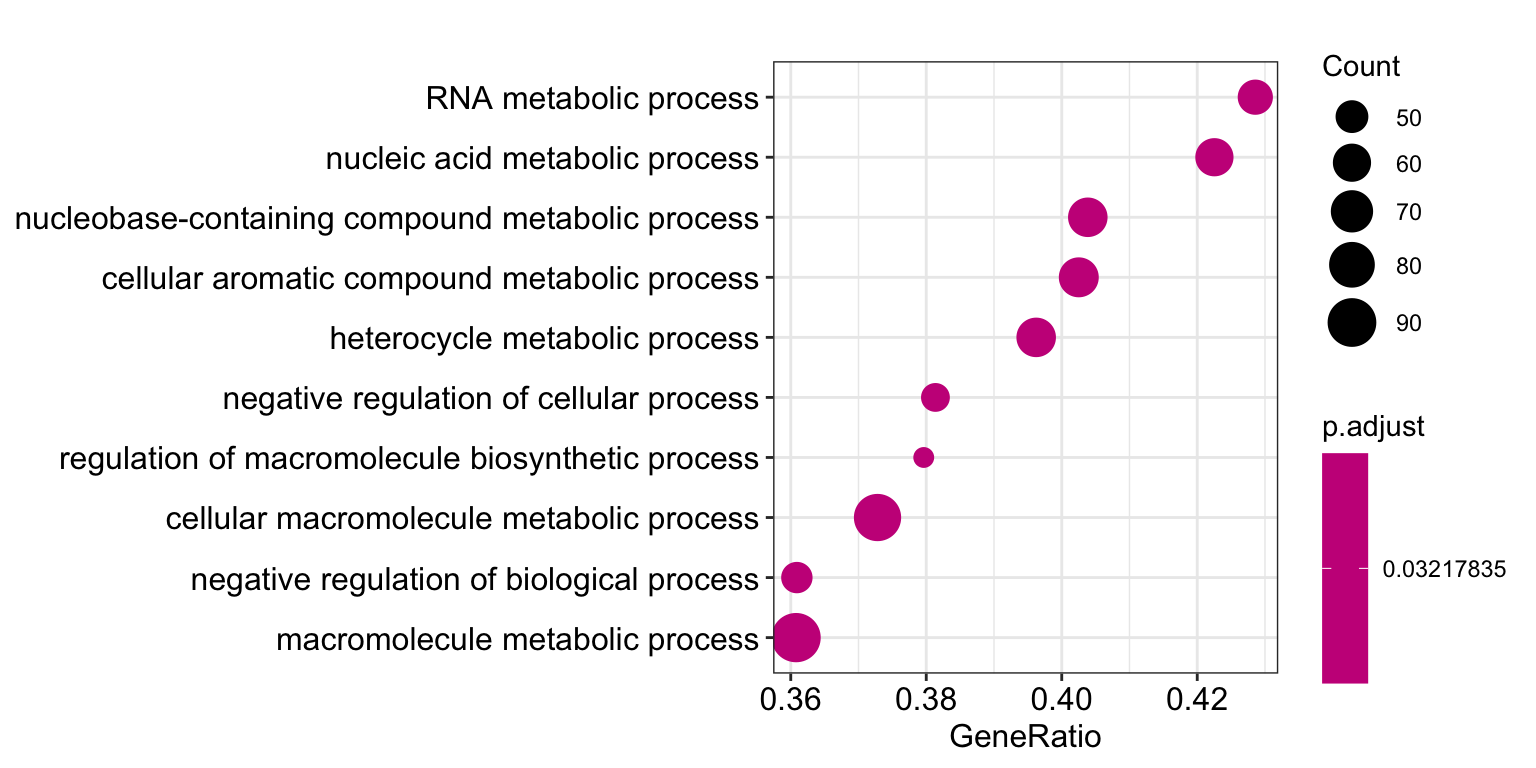 RNA metabolic process
nucleic acid metabolic process
nucleobase-containing compound metabolic process
cellular aromatic compound metabolic process
heterocycle metabolic process
negative regulation of cellular process
regulation of macromolecule biosynthetic process
cellular macromolecule metabolic process
negative regulation of biological process
macromolecule metabolic process
0.36 0.38 0.40 0.42
GeneRatio
Count
50
60
70
80
90
p.adjust
0.03217835